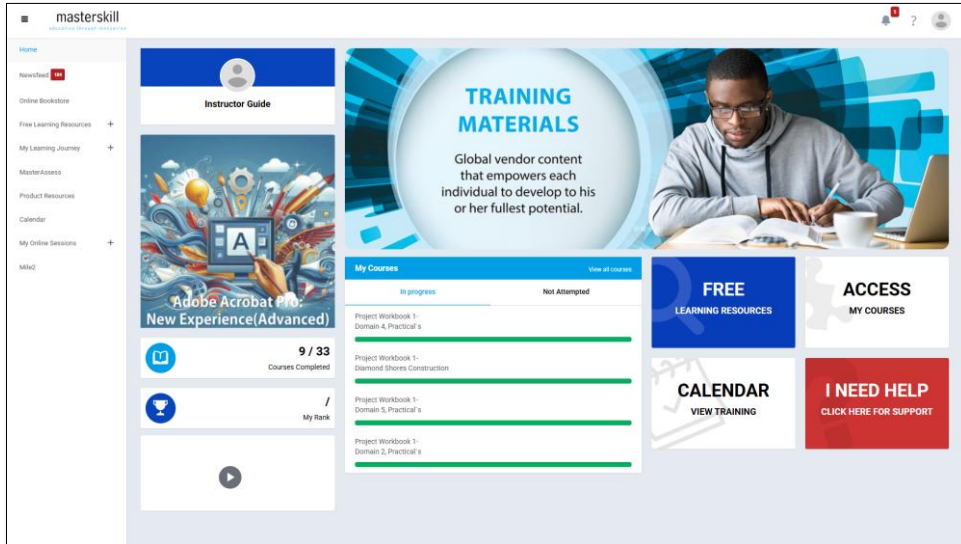 masterskill
1
?
Home
Newsfeed 184
Online Bookstore
Free Learning Resources +
My Learning Journey +
MasterAssess
Product Resources
Calendar
My Online Sessions +
Mile2
Instructor Guide
A
Adobe Acrobat Pro:
New Experience(Advanced)
9 / 33
Courses Completed
/
My Rank
TRAINING
MATERIALS
Global vendor content
that empowers each
individual to develop to his
or her fullest potential.
My Courses View all courses
In progress Not Attempted
Project Workbook 1-
Domain 4, Practical`s
Project Workbook 1-
Diamond Shores Construction
Project Workbook 1-
Domain 5, Practical`s
Project Workbook 1-
Domain 2, Practical`s
FREE
LEARNING RESOURCES
ACCESS
MY COURSES
CALENDAR
VIEW TRAINING
I NEED HELP
CLICK HERE FOR SUPPORT